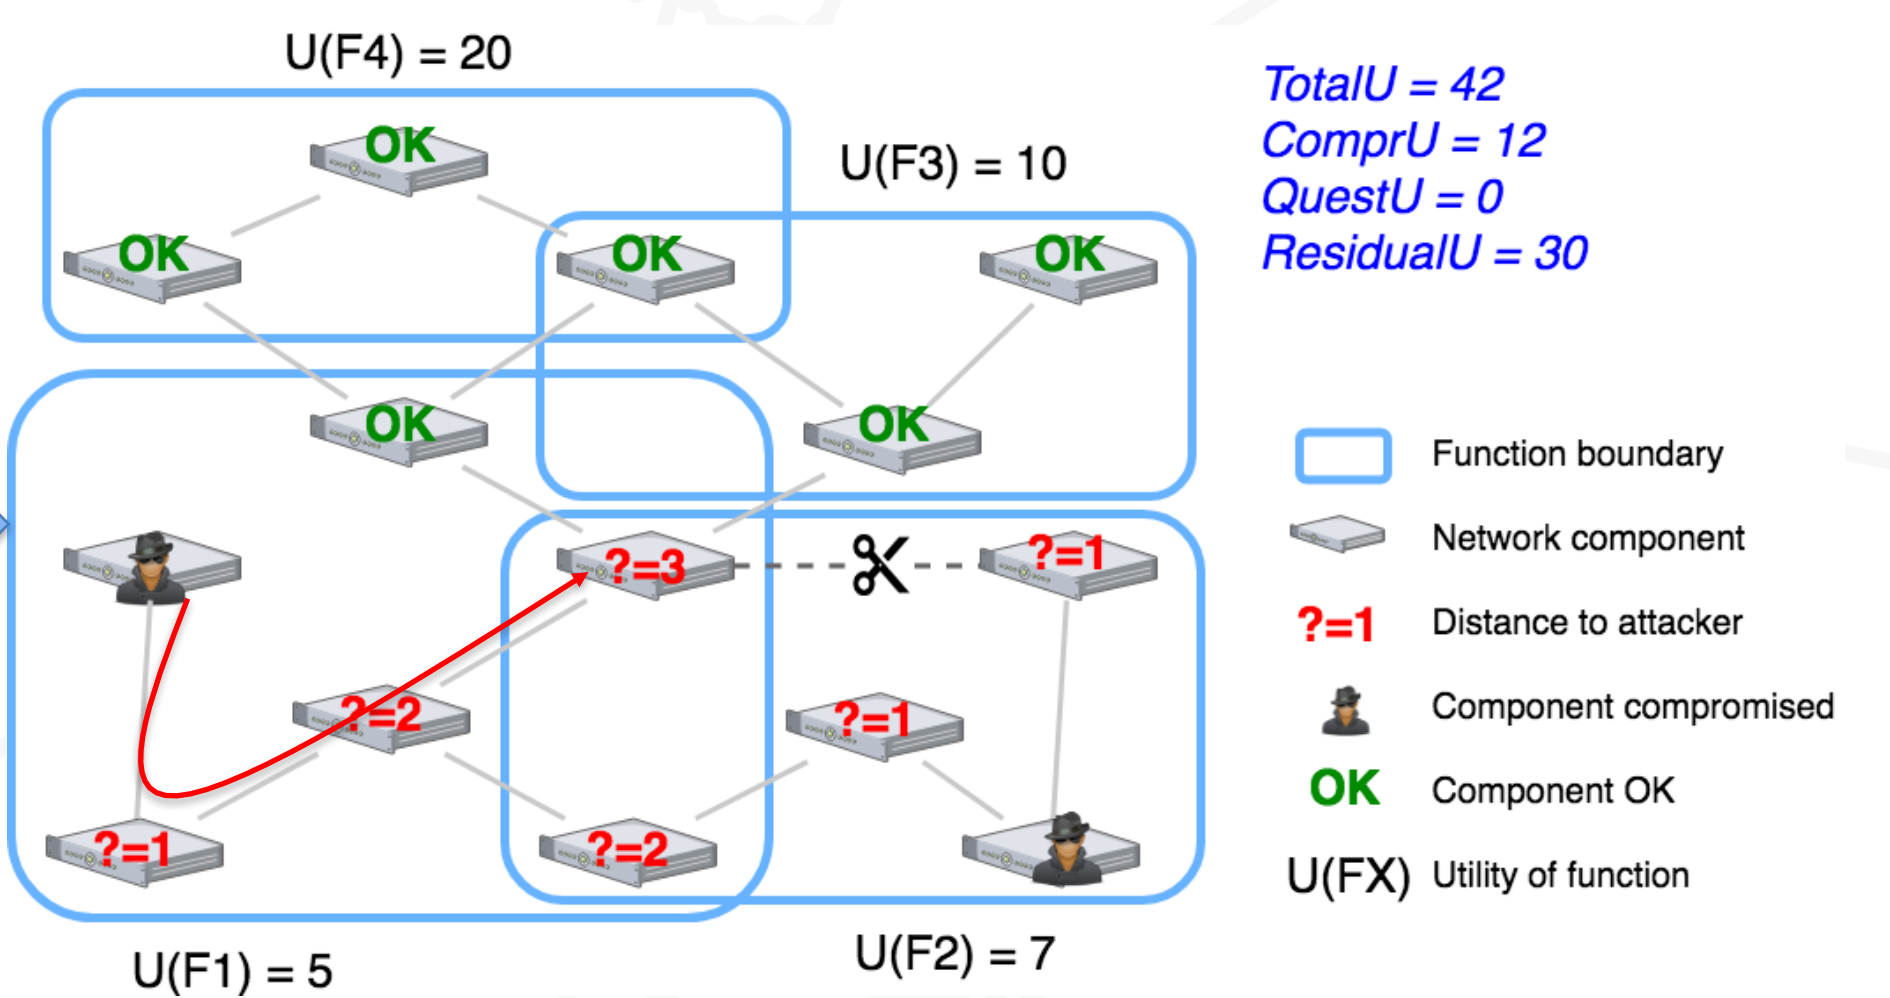 U(F4) = 20
TotalU = 42
ComprU = 12
QuestU = 0
ResidualU = 30
OK
U(F3) = 10
OK
OK
OK
OK
OK
Function boundary
?=3
?=1
Network component
?=1
Distance to attacker
?=2
?=1
Component compromised
OK
Component OK
?=1
?=2
U(FX)
Utility of function
U(F1) = 5
U(F2) = 7